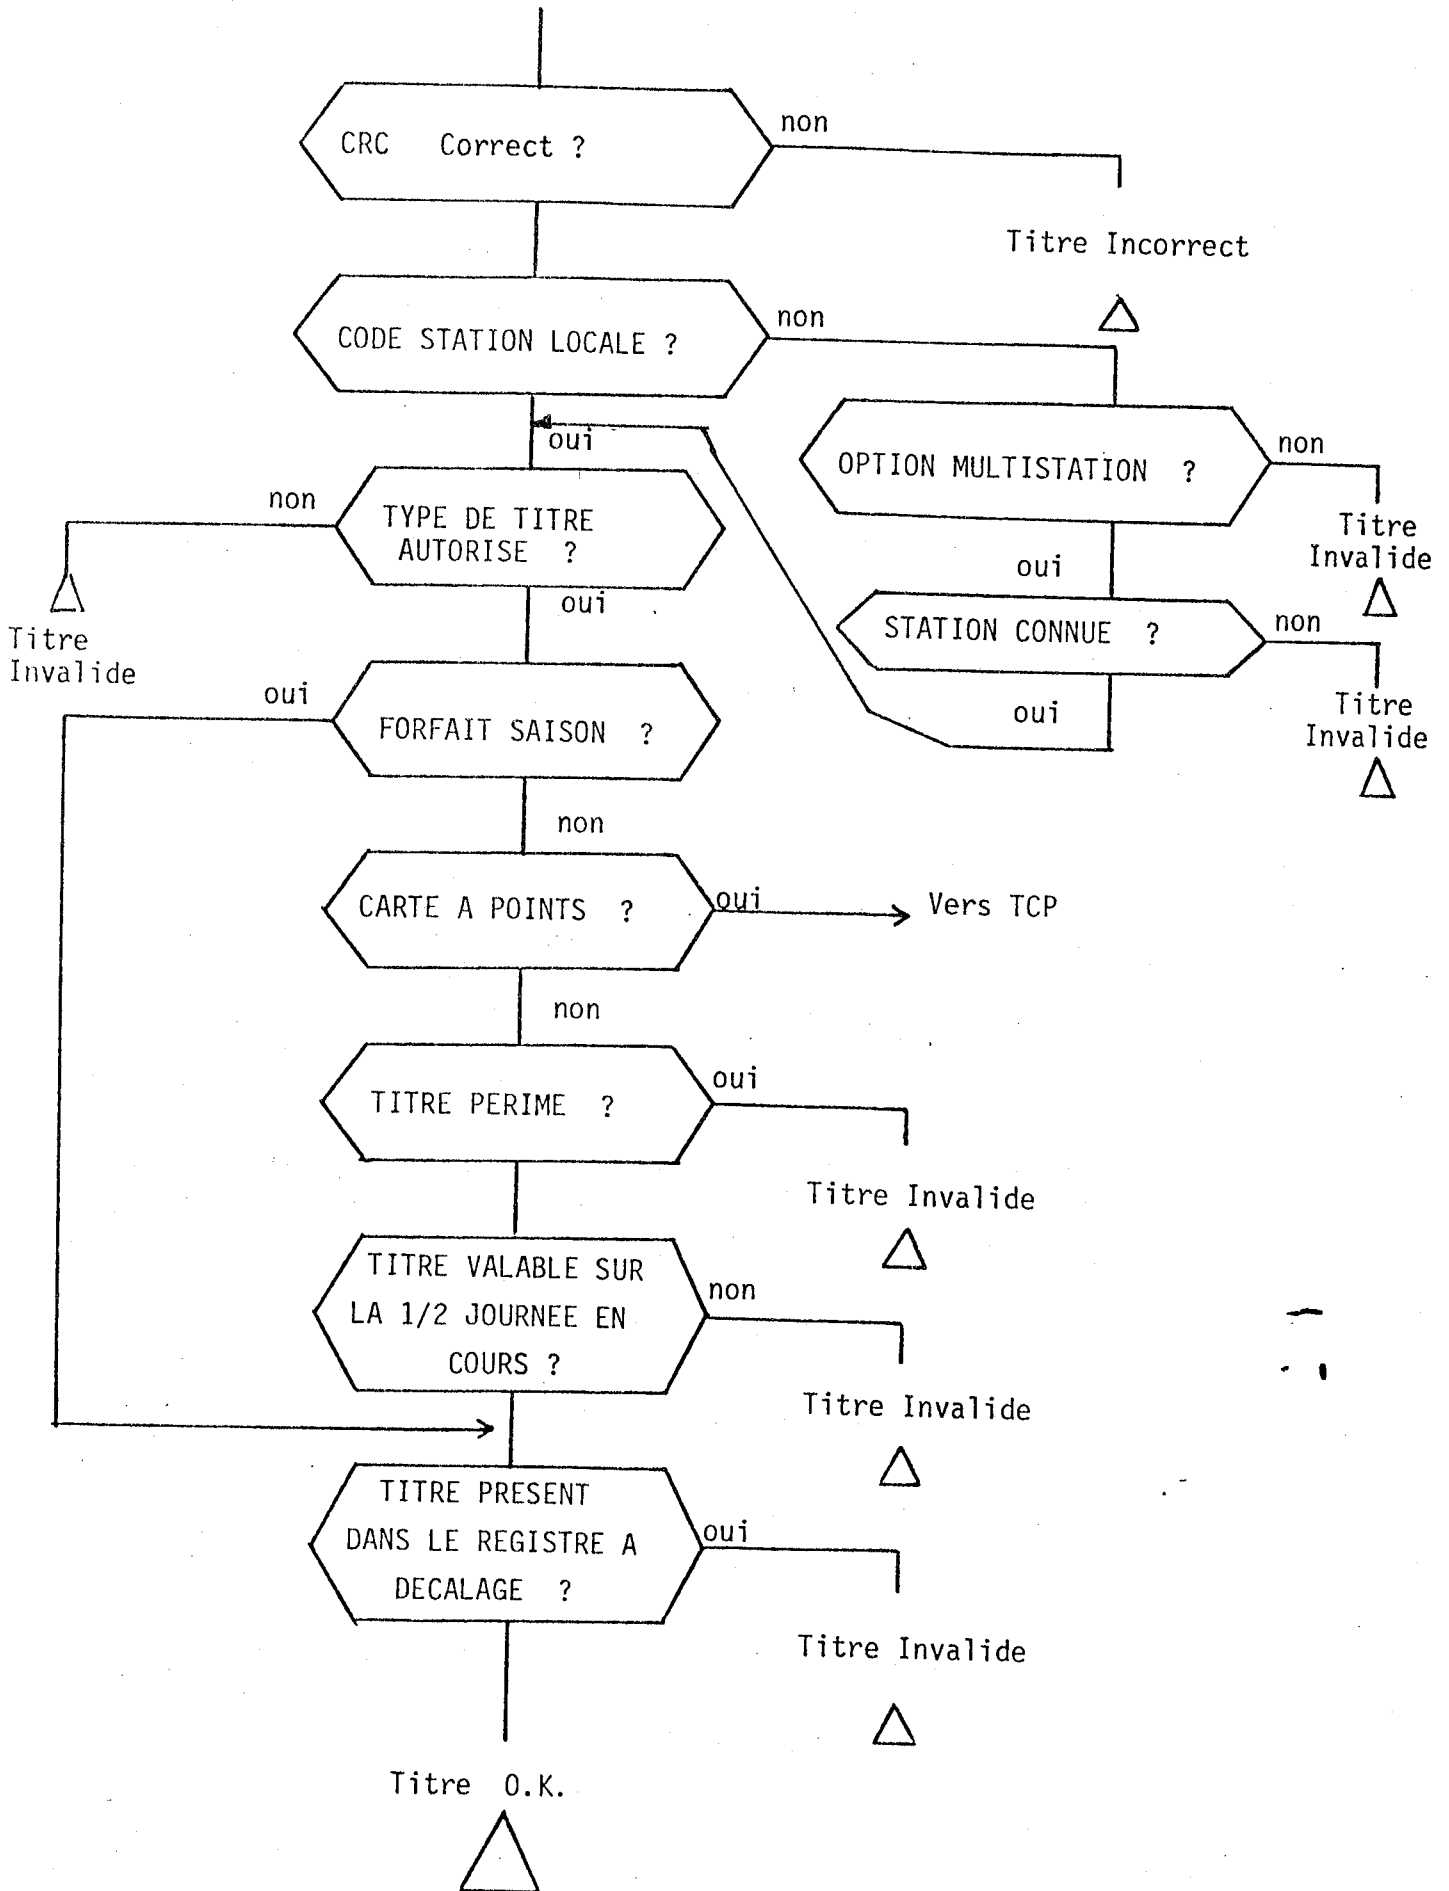 non
CRC Correct ?
Titre Incorrect
non
CODE STATION LOCALE ?
oui
non
OPTION MULTISTATION ?
non
TYPE DE TITRE
AUTORISE ?
Titre
Invalide
oui
oui
Titre
Invalide
STATION CONNUE ?
non
oui
FORFAIT SAISON ?
oui
Titre
Invalide
non
CARTE A POINTS ?
oui
Vers TCP
non
TITRE PERIME ?
oui
Titre Invalide
TITRE VALABLE SUR
LA 1/2 JOURNEE EN
COURS ?
non
Titre Invalide
TITRE PRESENT
DANS LE REGISTRE A
DECALAGE ?
oui
Titre Invalide
Titre O.K.